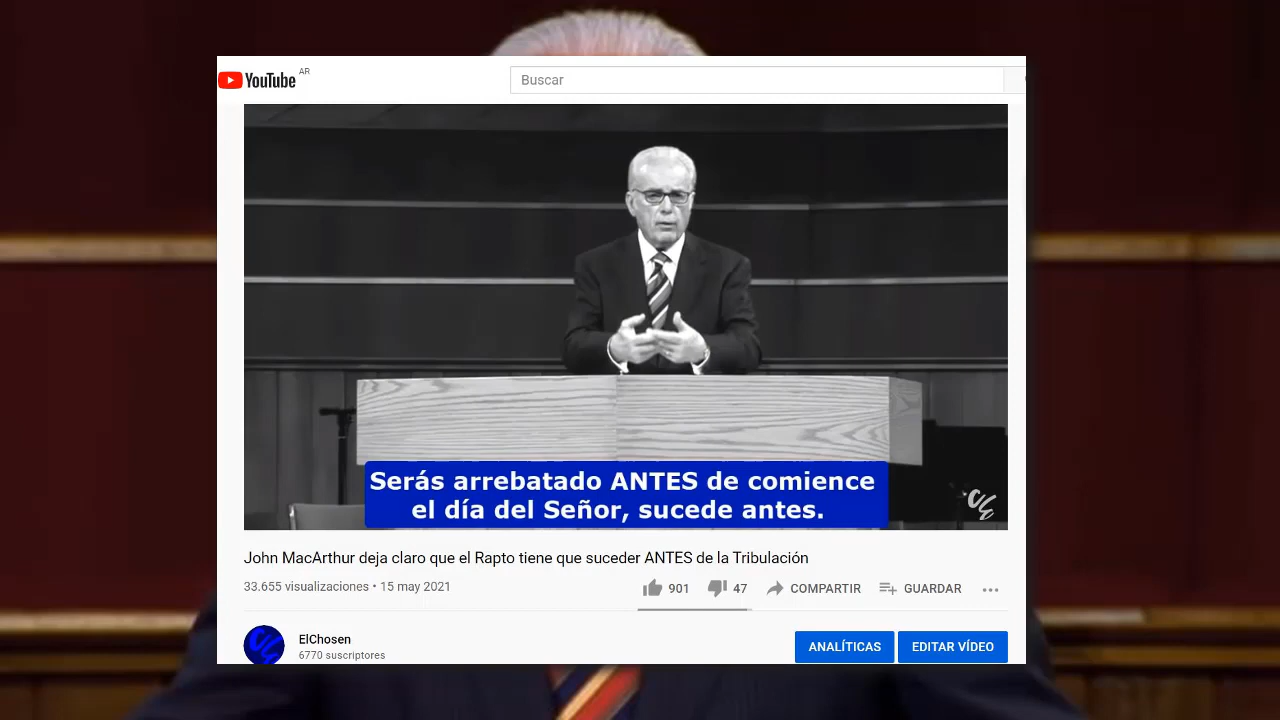 YouTube AR
Buscar
Serás arrebatado ANTES de comience
el día del Señor, sucede antes.
John MacArthur deja claro que el Rapto tiene que suceder ANTES de la Tribulación
33.655 visualizaciones • 15 may 2021
901
47
COMPARTIR
GUARDAR
ElChosen
6770 suscriptores
ANALÍTICAS
EDITAR VÍDEO